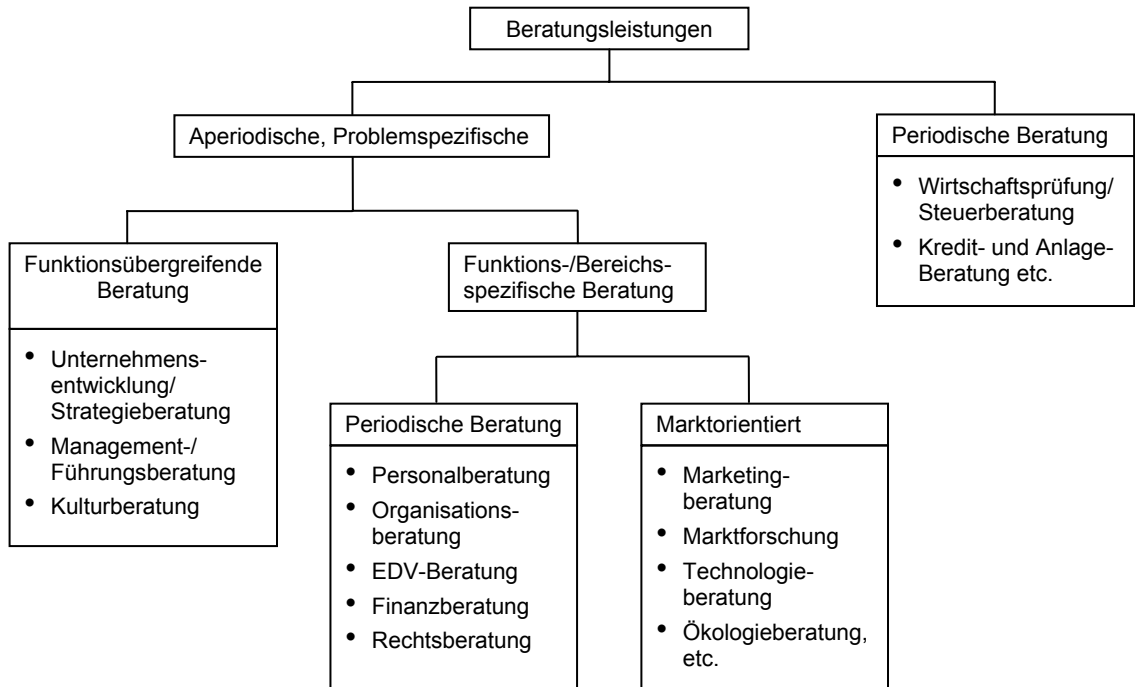 Beratungsleistungen
Aperiodische, Problemspezifische
Periodische Beratung
• Wirtschaftsprüfung/
Steuerberatung
• Kredit- und Anlage-
Beratung etc.
Funktionsübergreifende
Beratung
• Unternehmens-
entwicklung/
Strategieberatung
• Management-/
Führungsberatung
• Kulturberatung
Funktions-/Bereichs-
spezifische Beratung
Periodische Beratung
• Personalberatung
• Organisations-
beratung
• EDV-Beratung
• Finanzberatung
• Rechtsberatung
Marktorientiert
• Marketing-
beratung
• Marktforschung
• Technologie-
beratung
• Ökologieberatung,
etc.